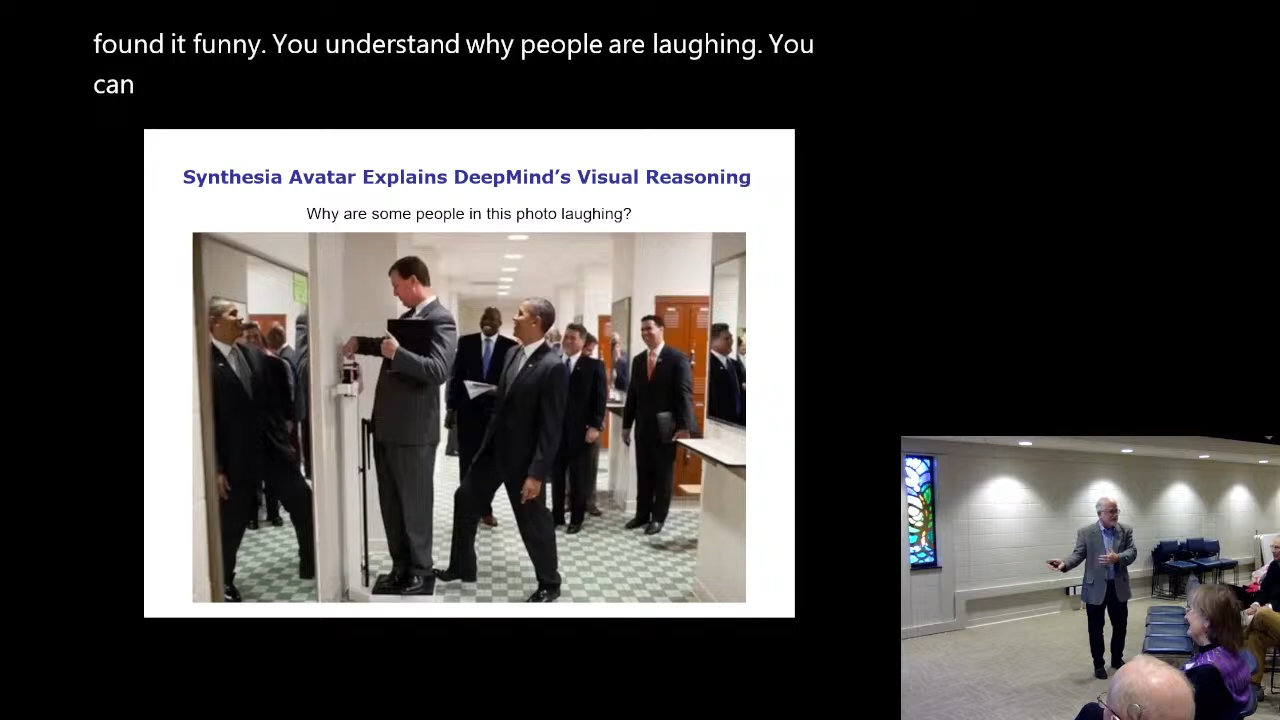 found it funny. You understand why people are laughing. You
can
Synthesia Avatar Explains DeepMind’s Visual Reasoning
Why are some people in this photo laughing?